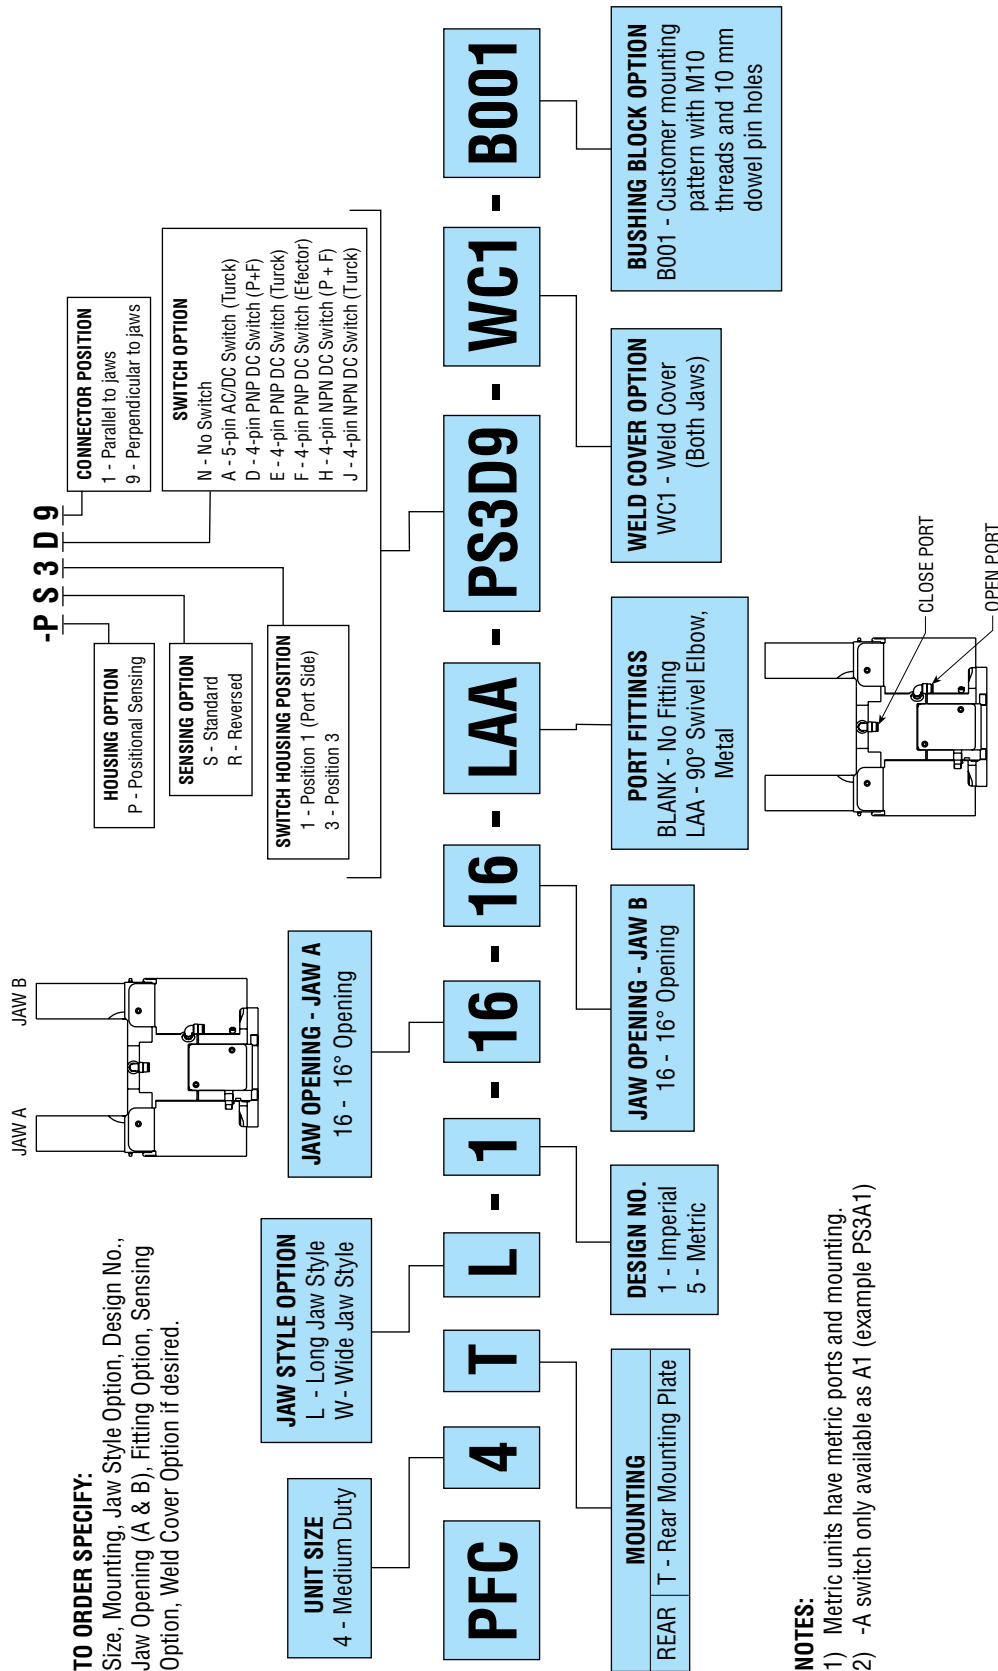 TO ORDER SPECIFY:
Size, Mounting, Jaw Style Option, Design No.,
Jaw Opening (A & B), Fitting Option, Sensing
Option, Weld Cover Option if desired.
JAW A
JAW B
-P S 3 D 9
HOUSING OPTION
P - Positional Sensing
SENSING OPTION
S - Standard
R - Reversed
SWITCH HOUSING POSITION
1 - Position 1 (Port Side)
3 - Position 3
CONNECTOR POSITION
1 - Parallel to jaws
9 - Perpendicular to jaws
SWITCH OPTION
N - No Switch
A - 5-pin AC/DC Switch (Turck)
D - 4-pin PNP DC Switch (P+F)
E - 4-pin PNP DC Switch (Turck)
F - 4-pin PNP DC Switch (Efector)
H - 4-pin NPN DC Switch (P + F)
J - 4-pin NPN DC Switch (Turck)
UNIT SIZE
4 - Medium Duty
JAW STYLE OPTION
L - Long Jaw Style
W - Wide Jaw Style
JAW OPENING - JAW A
16 - 16° Opening
PFC 4 T L - 1 - 16 - 16 - LAA - PS3D9 - WC1 - B001
MOUNTING
REAR T - Rear Mounting Plate
DESIGN NO.
1 - Imperial
5 - Metric
JAW OPENING - JAW B
16 - 16° Opening
PORT FITTINGS
BLANK - No Fitting
LAA - 90° Swivel Elbow,
Metal
WELD COVER OPTION
WC1 - Weld Cover
(Both Jaws)
BUSHING BLOCK OPTION
B001 - Customer mounting
pattern with M10
threads and 10 mm
dowel pin holes
CLOSE PORT
OPEN PORT
NOTES:
1) Metric units have metric ports and mounting.
2) -A switch only available as A1 (example PS3A1)